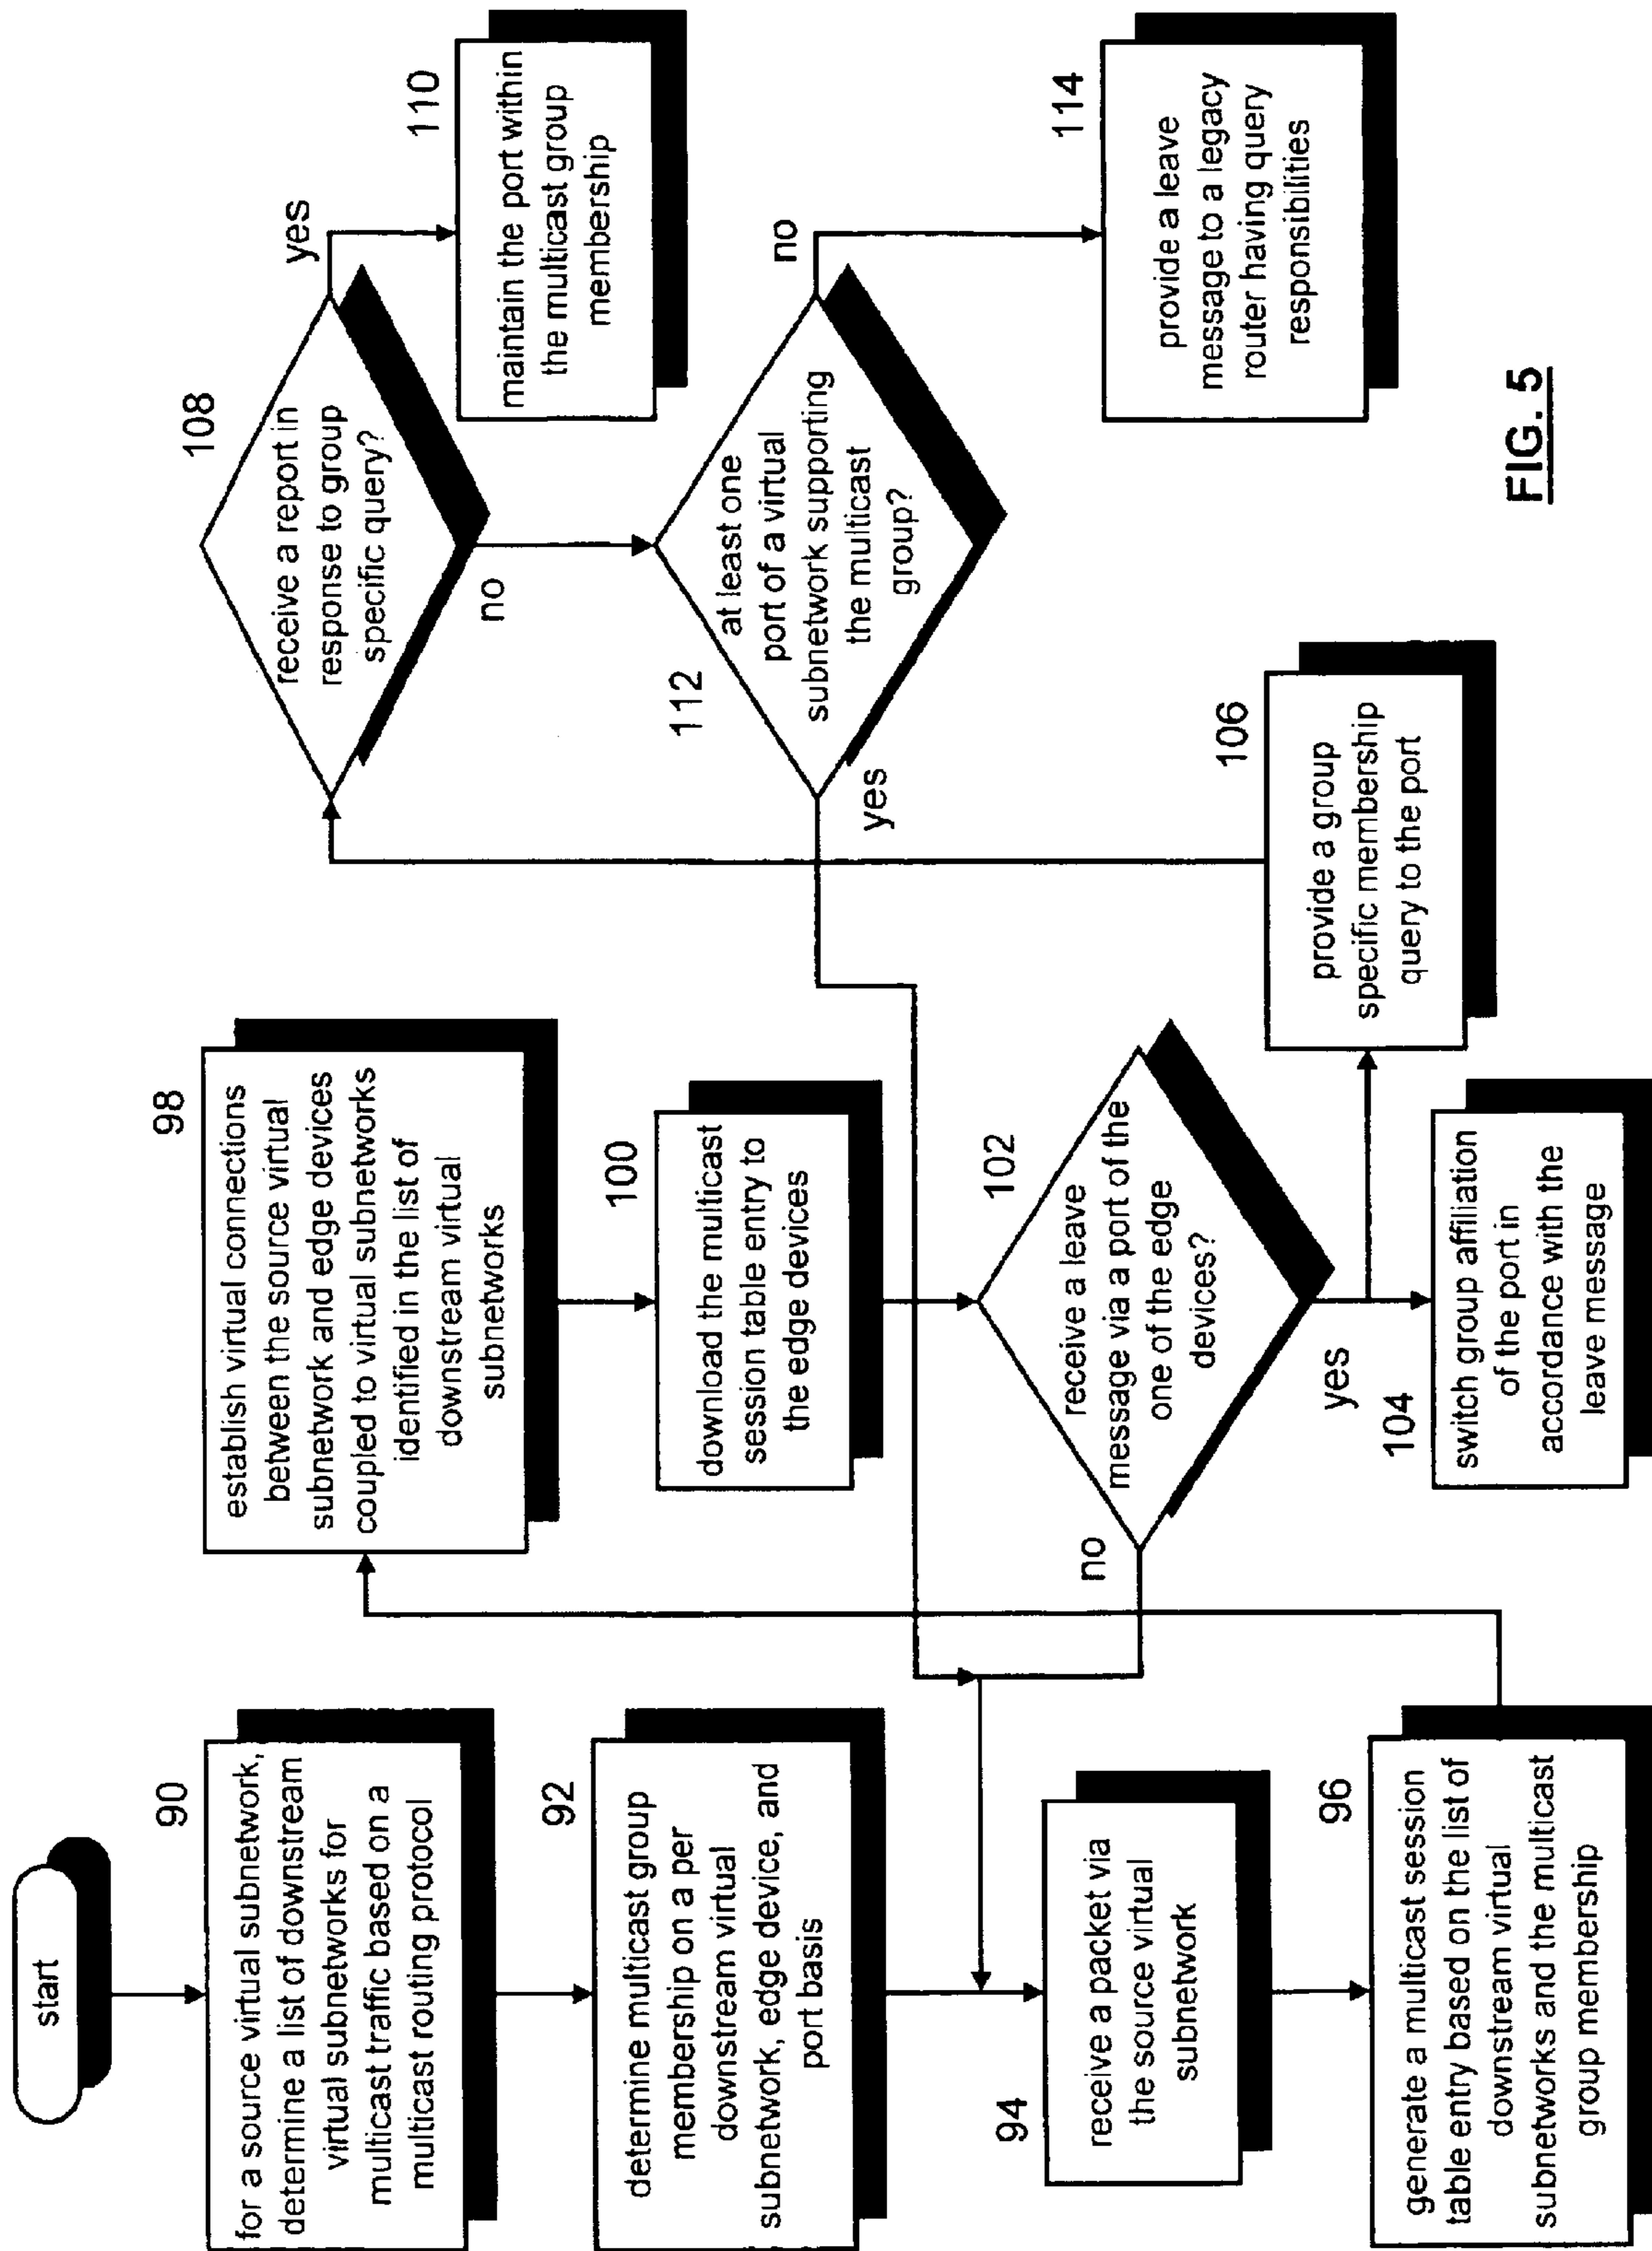 start
90
for a source virtual subnetwork,
determine a list of downstream
virtual subnetworks for
multicast traffic based on a
multicast routing protocol
92
determine multicast group
membership on a per
downstream virtual
subnetwork, edge device, and
port basis
94
receive a packet via
the source virtual
subnetwork
96
generate a multicast session
table entry based on the list of
downstream virtual
subnetworks and the multicast
group membership
98
establish virtual connections
between the source virtual
subnetwork and edge devices
coupled to virtual subnetworks
identified in the list of
downstream virtual
subnetworks
100
download the multicast
session table entry to
the edge devices
102
receive a leave
message via a port of the
one of the edge
devices?
no
yes
104
switch group affiliation
of the port in
accordance with the
leave message
106
provide a group
specific membership
query to the port
108
receive a report in
response to group
specific query?
yes
no
110
maintain the port within
the multicast group
membership
112
at least one
port of a virtual
subnetwork supporting
the multicast
group?
yes
no
114
provide a leave
message to a legacy
router having query
responsibilities
FIG. 5